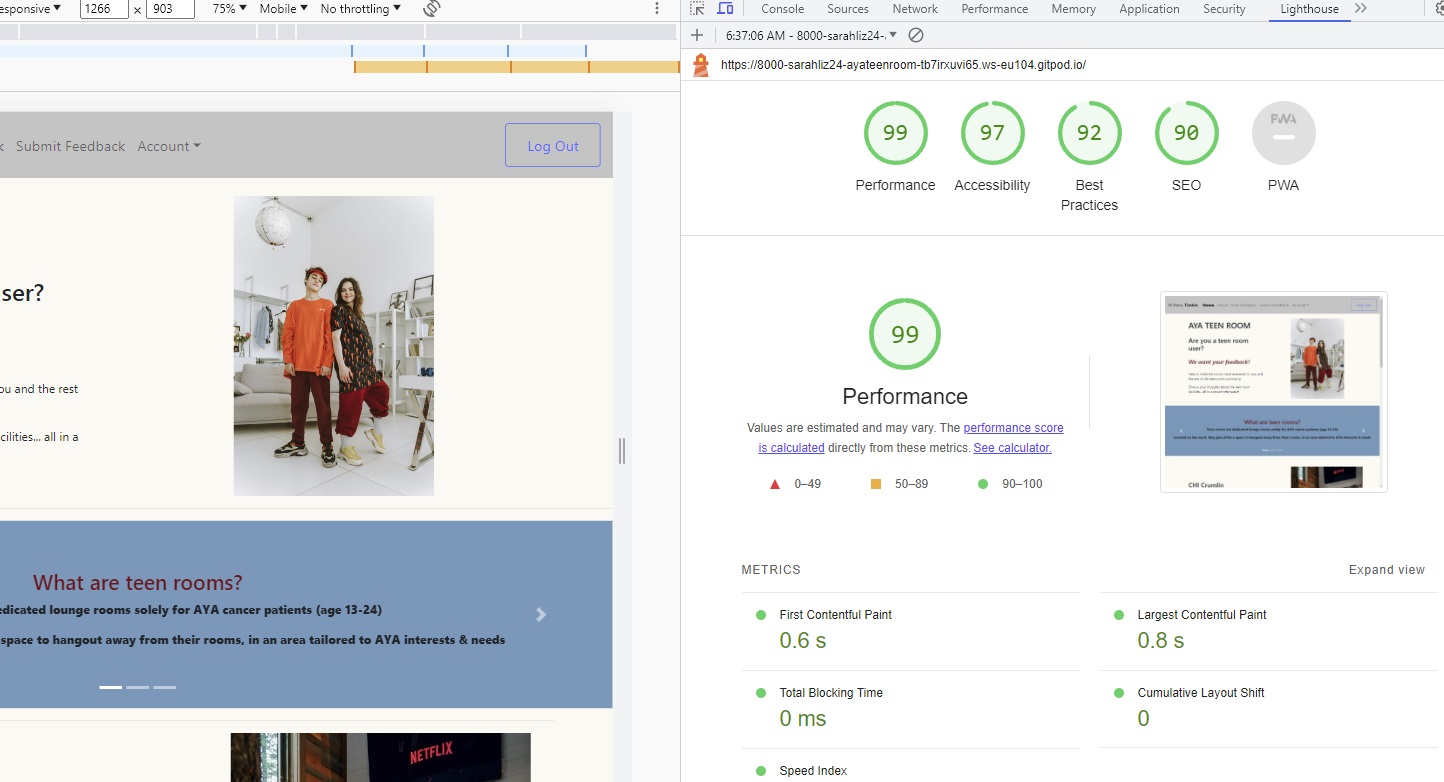 esponsive 1266 x 903 75% Mobile No throttling
Console Sources Network Performance Memory Application Security Lighthouse
6:37:06 AM - 8000-sarahliz24-
https://8000-sarahliz24-ayateenroom-tb7irxuvi65.ws-eu104.gitpod.io/
99 97 92 90 PWA
Performance Accessibility Best Practices SEO PWA
Submit Feedback Account Log Out
ser?
ou and the rest
cilities... all in a
What are teen rooms?
edicated lounge rooms solely for AYA cancer patients (age 13-24)
space to hangout away from their rooms, in an area tailored to AYA interests & needs
NETFLIX
99
Performance
Values are estimated and may vary. The performance score
is calculated directly from these metrics. See calculator.
0–49 50–89 90–100
AYA TEEN ROOM
Are you a teen room
user?
We want your feedback!
What are teen rooms?
CHI Crumlin
METRICS Expand view
First Contentful Paint
0.6 s
Largest Contentful Paint
0.8 s
Total Blocking Time
0 ms
Cumulative Layout Shift
0
Speed Index